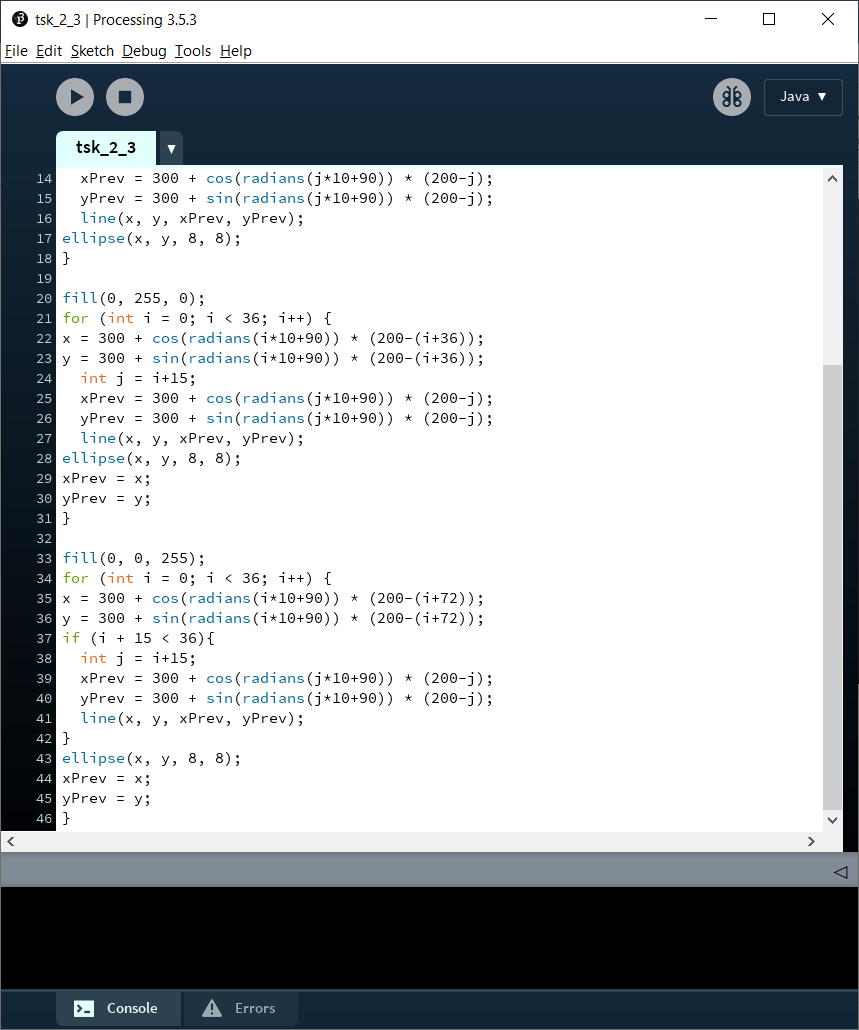 tsk_2_3 | Processing 3.5.3
File Edit Sketch Debug Tools Help
Java ▼
tsk_2_3 ▼
14   xPrev = 300 + cos(radians(j*10+90)) * (200-j);
15   yPrev = 300 + sin(radians(j*10+90)) * (200-j);
16   line(x, y, xPrev, yPrev);
17 ellipse(x, y, 8, 8);
18 }
19
20 fill(0, 255, 0);
21 for (int i = 0; i < 36; i++) {
22 x = 300 + cos(radians(i*10+90)) * (200-(i+36));
23 y = 300 + sin(radians(i*10+90)) * (200-(i+36));
24   int j = i+15;
25   xPrev = 300 + cos(radians(j*10+90)) * (200-j);
26   yPrev = 300 + sin(radians(j*10+90)) * (200-j);
27   line(x, y, xPrev, yPrev);
28 ellipse(x, y, 8, 8);
29 xPrev = x;
30 yPrev = y;
31 }
32
33 fill(0, 0, 255);
34 for (int i = 0; i < 36; i++) {
35 x = 300 + cos(radians(i*10+90)) * (200-(i+72));
36 y = 300 + sin(radians(i*10+90)) * (200-(i+72));
37 if (i + 15 < 36){
38   int j = i+15;
39   xPrev = 300 + cos(radians(j*10+90)) * (200-j);
40   yPrev = 300 + sin(radians(j*10+90)) * (200-j);
41   line(x, y, xPrev, yPrev);
42 }
43 ellipse(x, y, 8, 8);
44 xPrev = x;
45 yPrev = y;
46 }
Console Errors